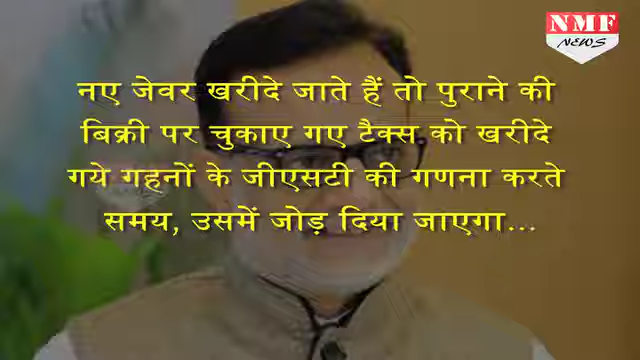 NMF
NEWS
नए जेवर खरीदे जाते हैं तो पुराने की
बिक्री पर चुकाए गए टैक्स को खरीदे
गये गहनों के जीएसटी की गणना करते
समय, उसमें जोड़ दिया जाएगा...